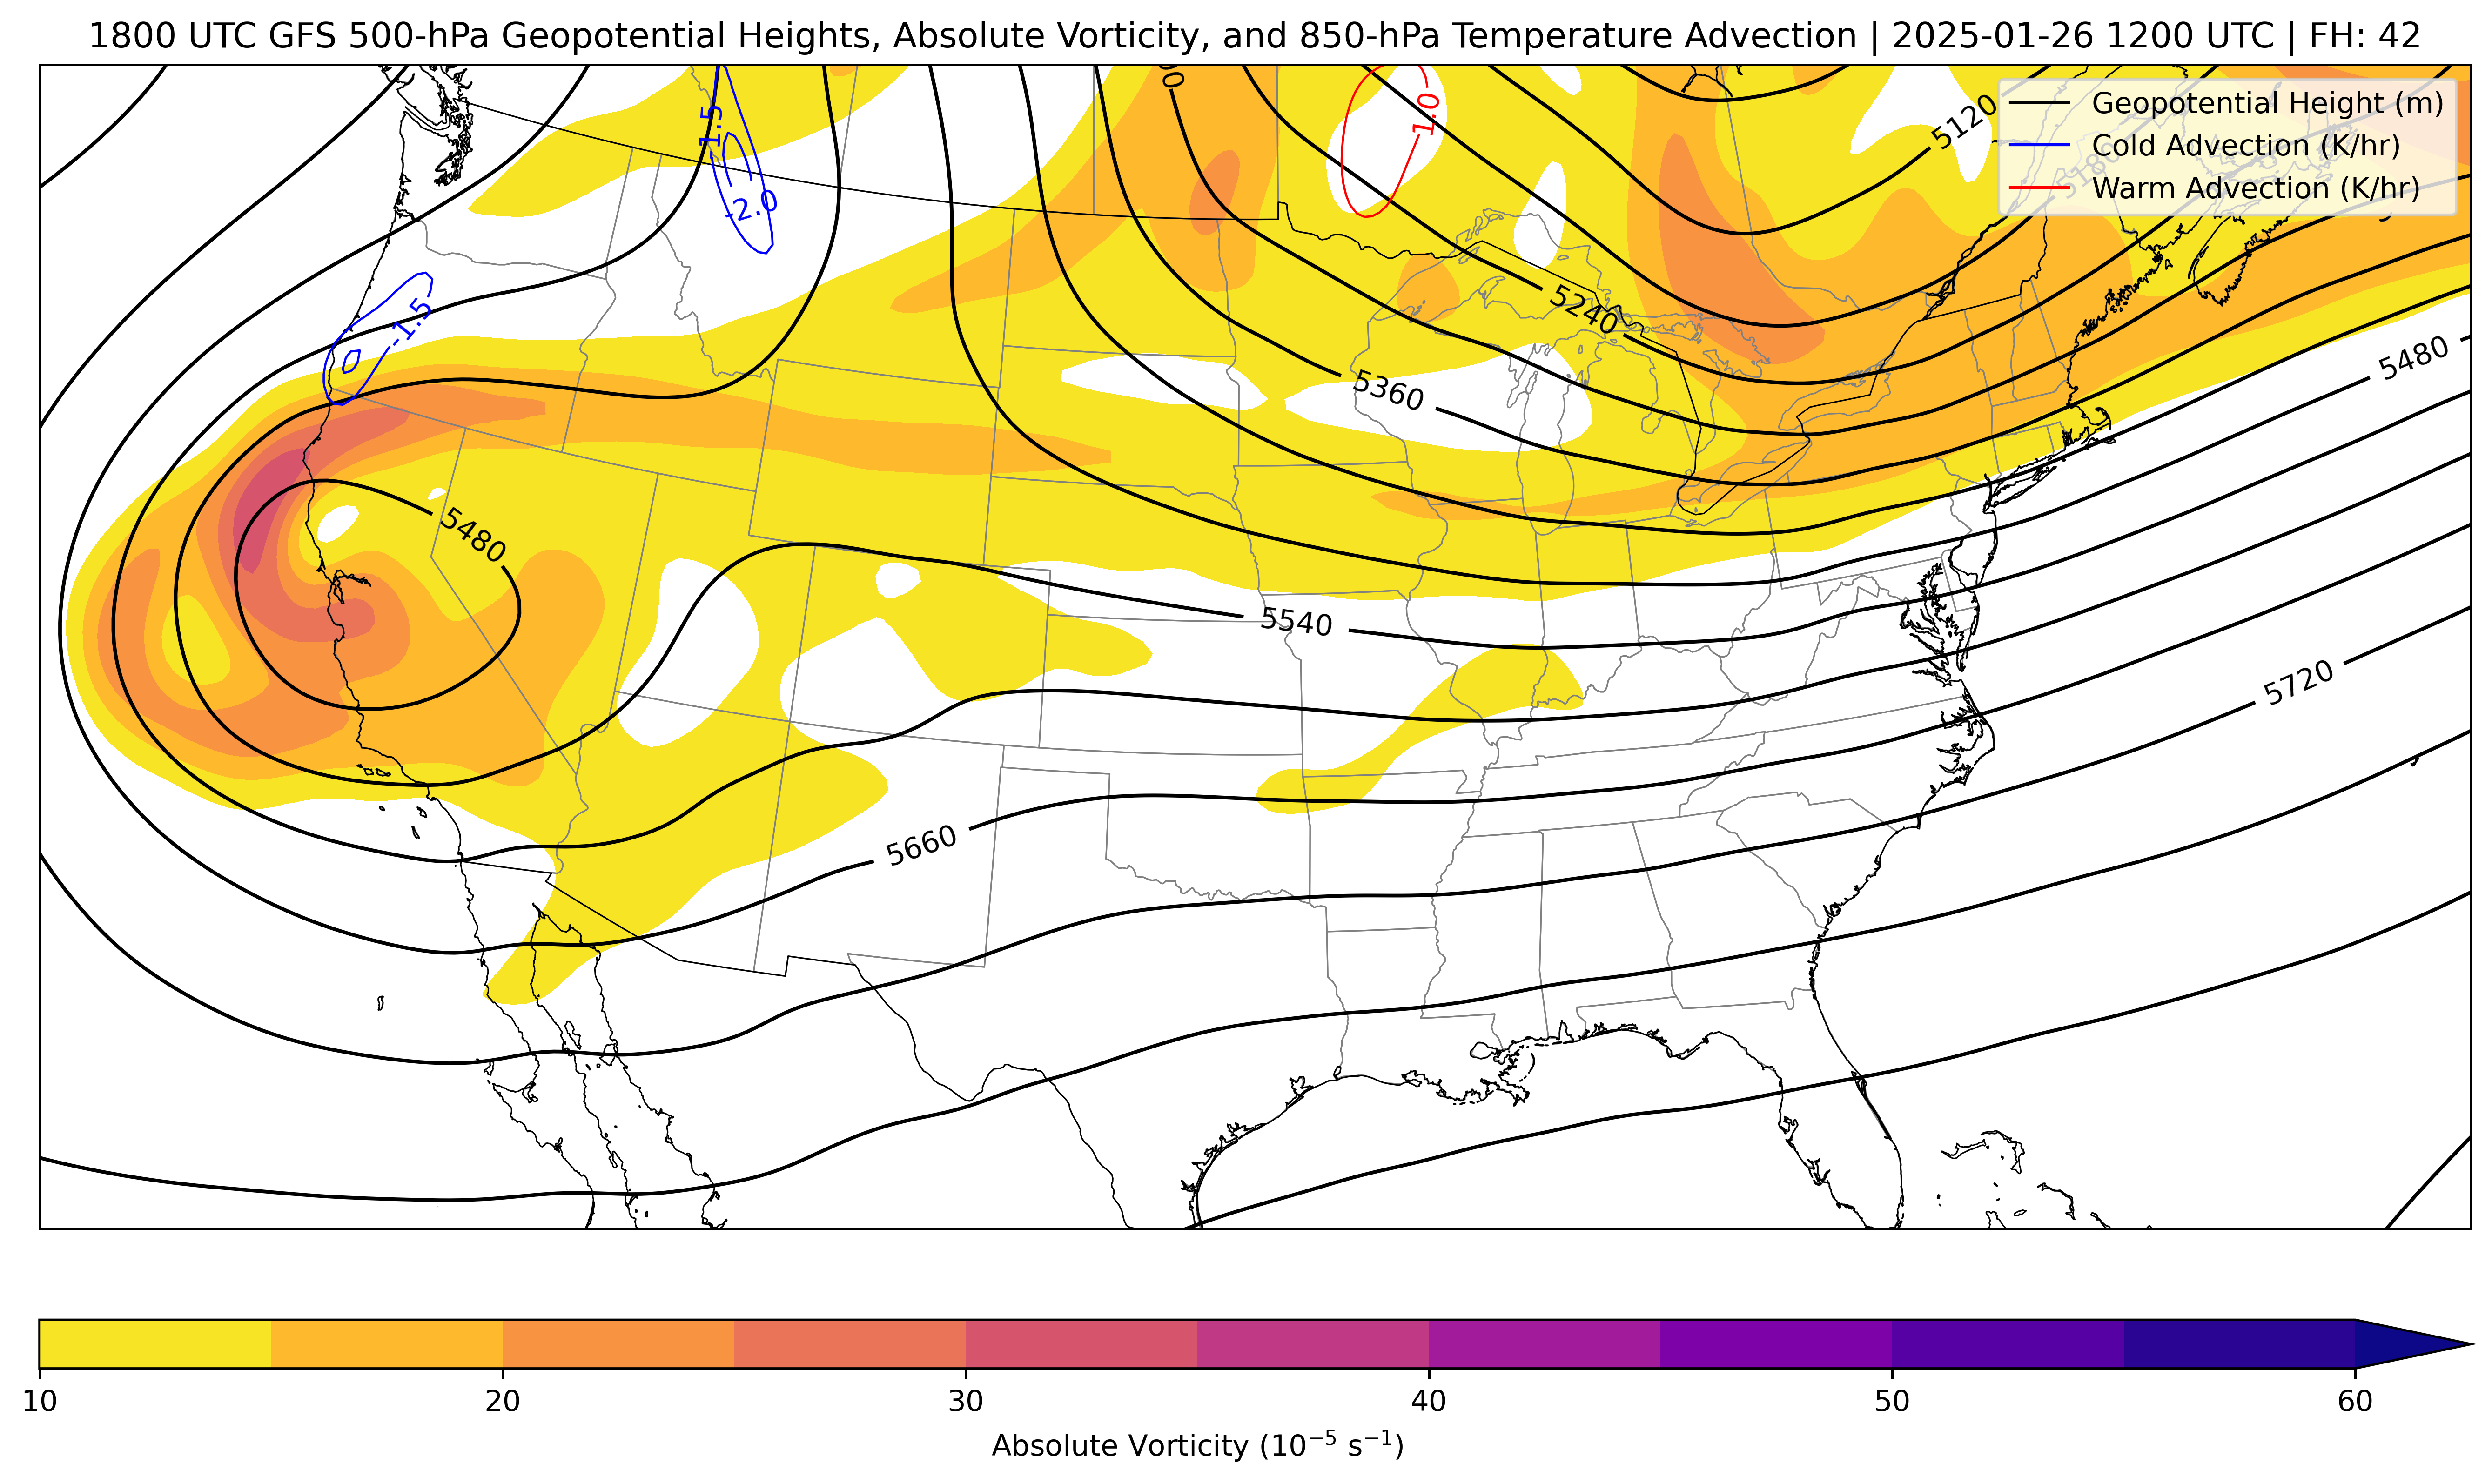 1800 UTC GFS 500-hPa Geopotential Heights, Absolute Vorticity, and 850-hPa Temperature Advection | 2025-01-26 1200 UTC | FH: 42
Geopotential Height (m)
Cold Advection (K/hr)
Warm Advection (K/hr)
5120
5180
-1.0
-1.5
-2.0
-1.5
5240
5360
5480
5480
5540
5720
5660
10 20 30 40 50 60
Absolute Vorticity (10⁻⁵ s⁻¹)